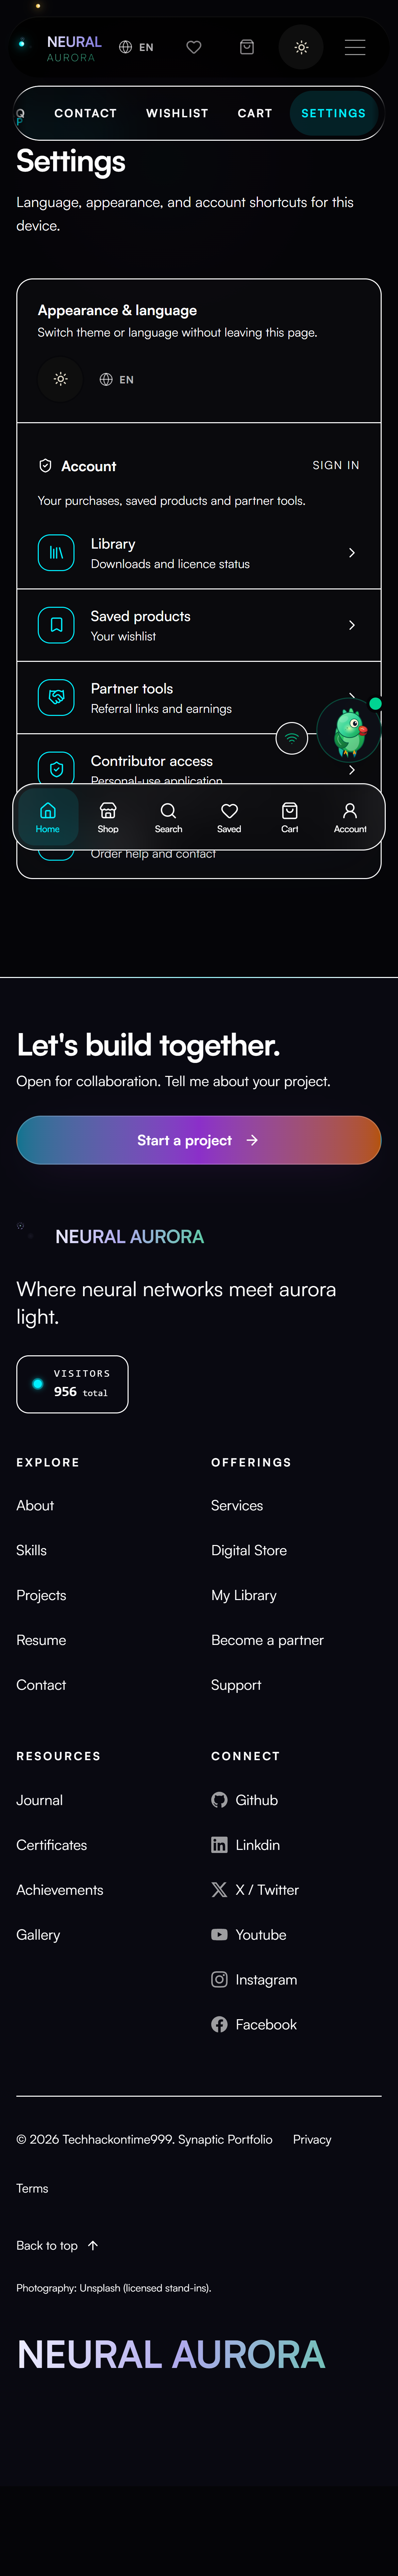 NEURAL
AURORA
EN
CONTACT
WISHLIST
CART
SETTINGS
Settings
Language, appearance, and account shortcuts for this
device.
Appearance & language
Switch theme or language without leaving this page.
EN
Account
SIGN IN
Your purchases, saved products and partner tools.
Library
Downloads and licence status
Saved products
Your wishlist
Partner tools
Referral links and earnings
Contributor access
Personal-use application
Home
Shop
Search
Saved
Cart
Account
Order help and contact
Let's build together.
Open for collaboration. Tell me about your project.
Start a project
NEURAL AURORA
Where neural networks meet aurora
light.
VISITORS
956 total
EXPLORE
About
Skills
Projects
Resume
Contact
OFFERINGS
Services
Digital Store
My Library
Become a partner
Support
RESOURCES
Journal
Certificates
Achievements
Gallery
CONNECT
Github
Linkdin
X / Twitter
Youtube
Instagram
Facebook
© 2026 Techhackontime999. Synaptic Portfolio
Privacy
Terms
Back to top
Photography: Unsplash (licensed stand-ins).
NEURAL AURORA